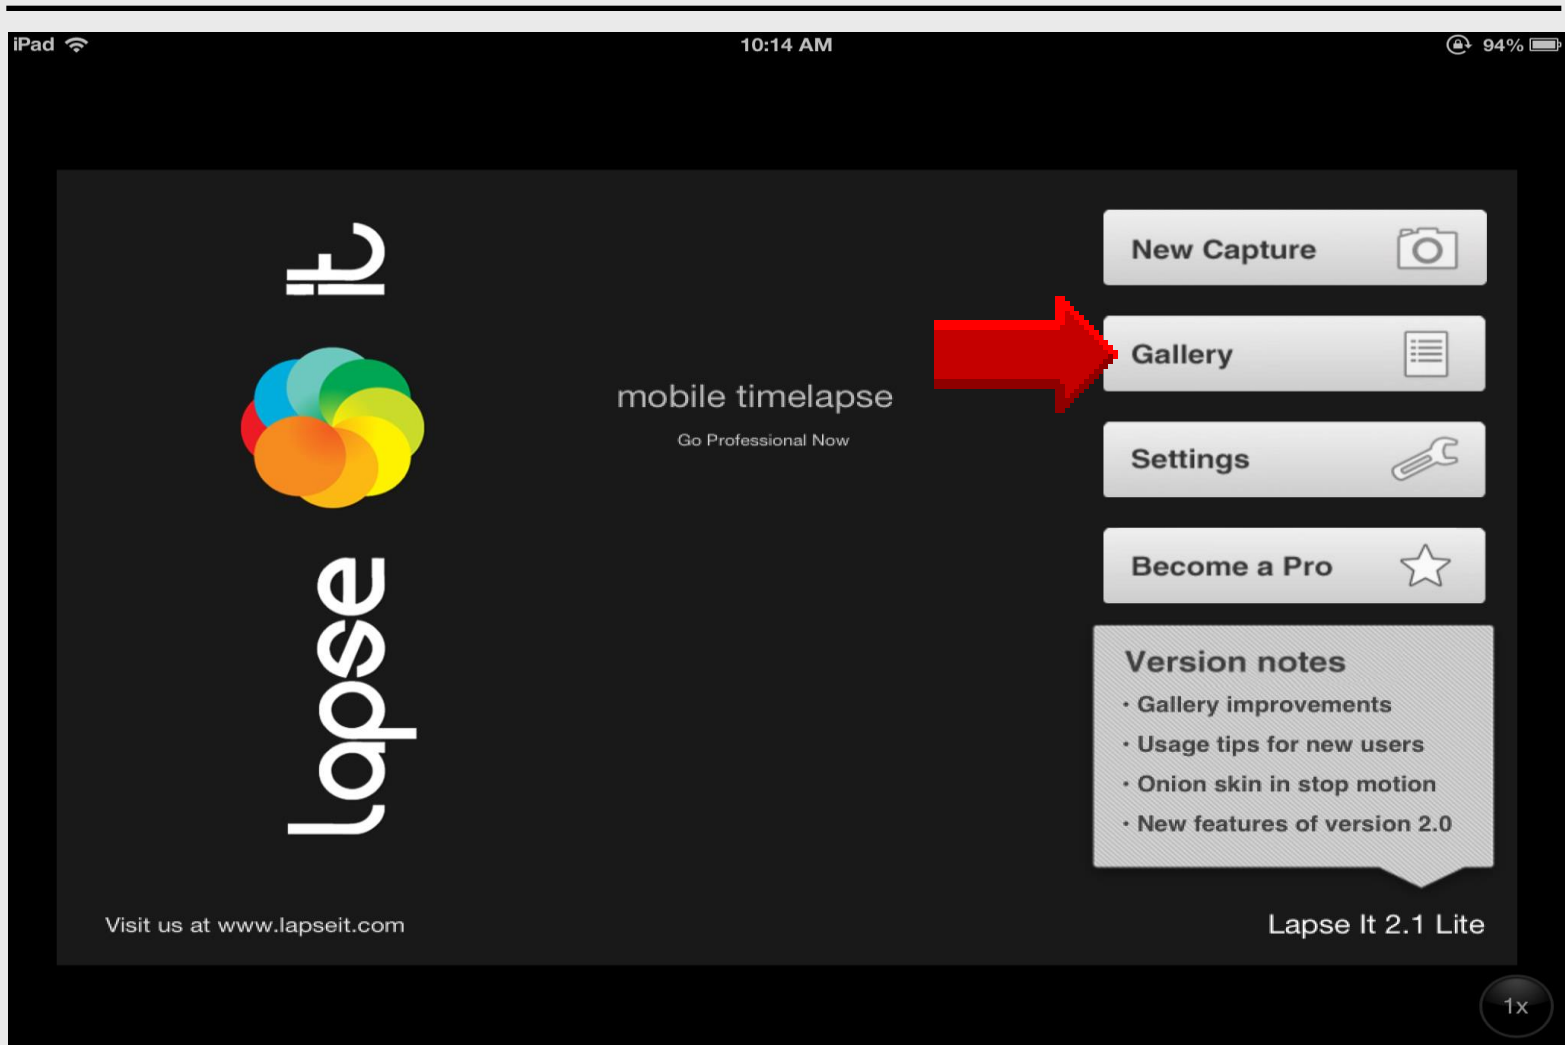 iPad
10:14 AM
94%
lapse it
mobile timelapse
Go Professional Now
New Capture
Gallery
Settings
Become a Pro
Version notes
· Gallery improvements
· Usage tips for new users
· Onion skin in stop motion
· New features of version 2.0
Visit us at www.lapseit.com
Lapse It 2.1 Lite
1x